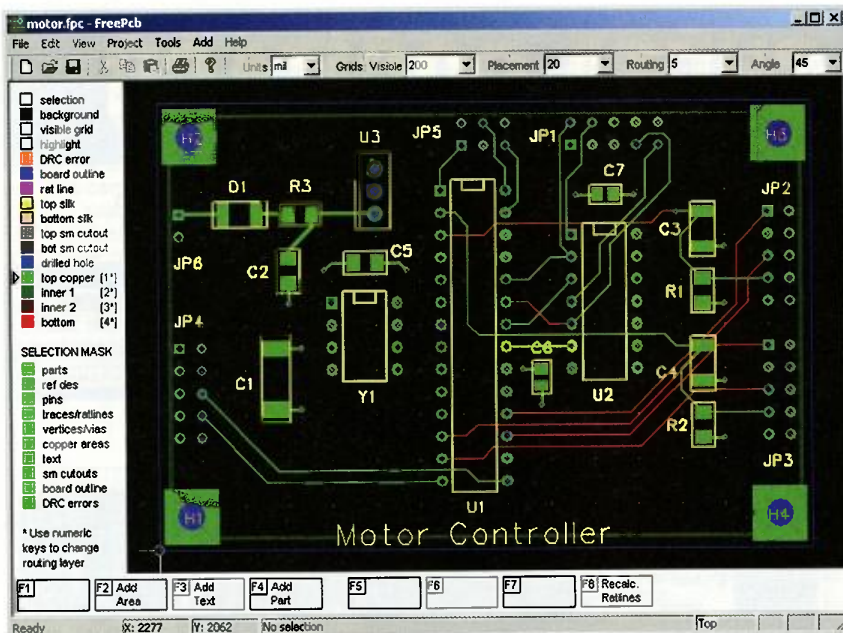 motor.fpc - FreePcb
File Edit View Project Tools Add Help
Units mil Grids: Visible 200 Placement 20 Routing 5 Angle 45
selection
background
visible grid
highlight
DRC error
board outline
rat line
top silk
bottom silk
top sm cutout
bot sm cutout
drilled hole
top copper [1*]
inner 1 [2*]
inner 2 [3*]
bottom [4*]
SELECTION MASK
parts
ref des
pins
traces/ratlines
vertices/vias
copper areas
text
sm cutouts
board outline
DRC errors
* Use numeric
keys to change
routing layer
H2 U3 JP5 JP1 H3
D1 R3 C7 JP2
C3
JP6 C2 C5
R1
JP4
C1 Y1 C6 U2 C4
R2
JP3
H1 U1 H4
Motor Controller
F1 F2 Add Area F3 Add Text F4 Add Part F5 F6 F7 F8 Recalc. Ratlines
Ready X: 2277 Y: 2062 No selection Top